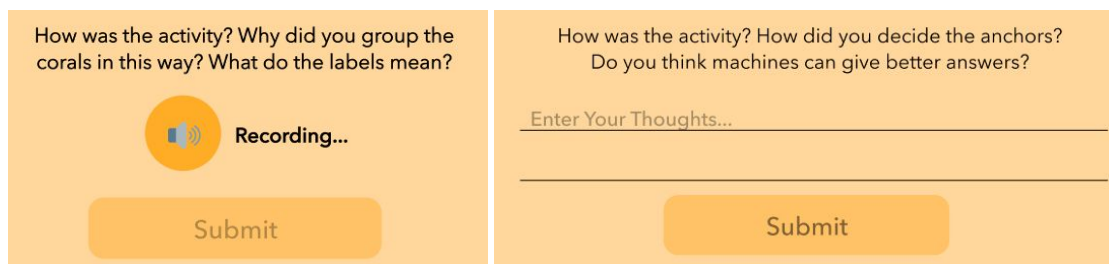 How was the activity? Why did you group the
corals in this way? What do the labels mean?
Recording...
Submit
How was the activity? How did you decide the anchors?
Do you think machines can give better answers?
Enter Your Thoughts...
Submit